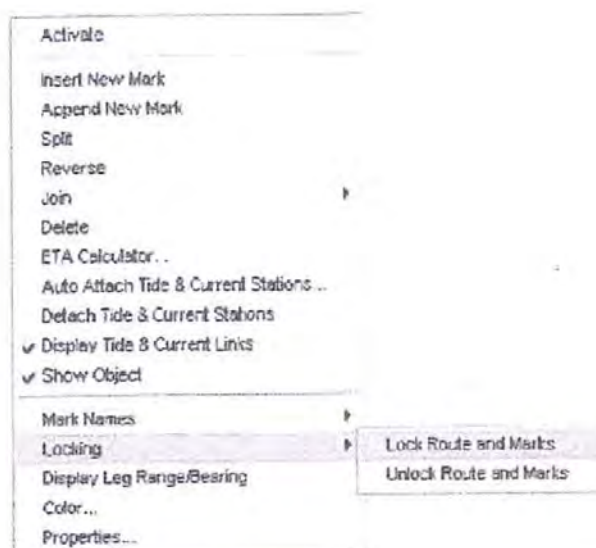 Activate
Insert New Mark
Append New Mark
Split
Reverse
Join
Delete
ETA Calculator...
Auto Attach Tide & Current Stations...
Detach Tide & Current Stations
Display Tide & Current Links
Show Object
Mark Names
Locking
Lock Route and Marks
Unlock Route and Marks
Display Leg Range/Bearing
Color...
Properties...